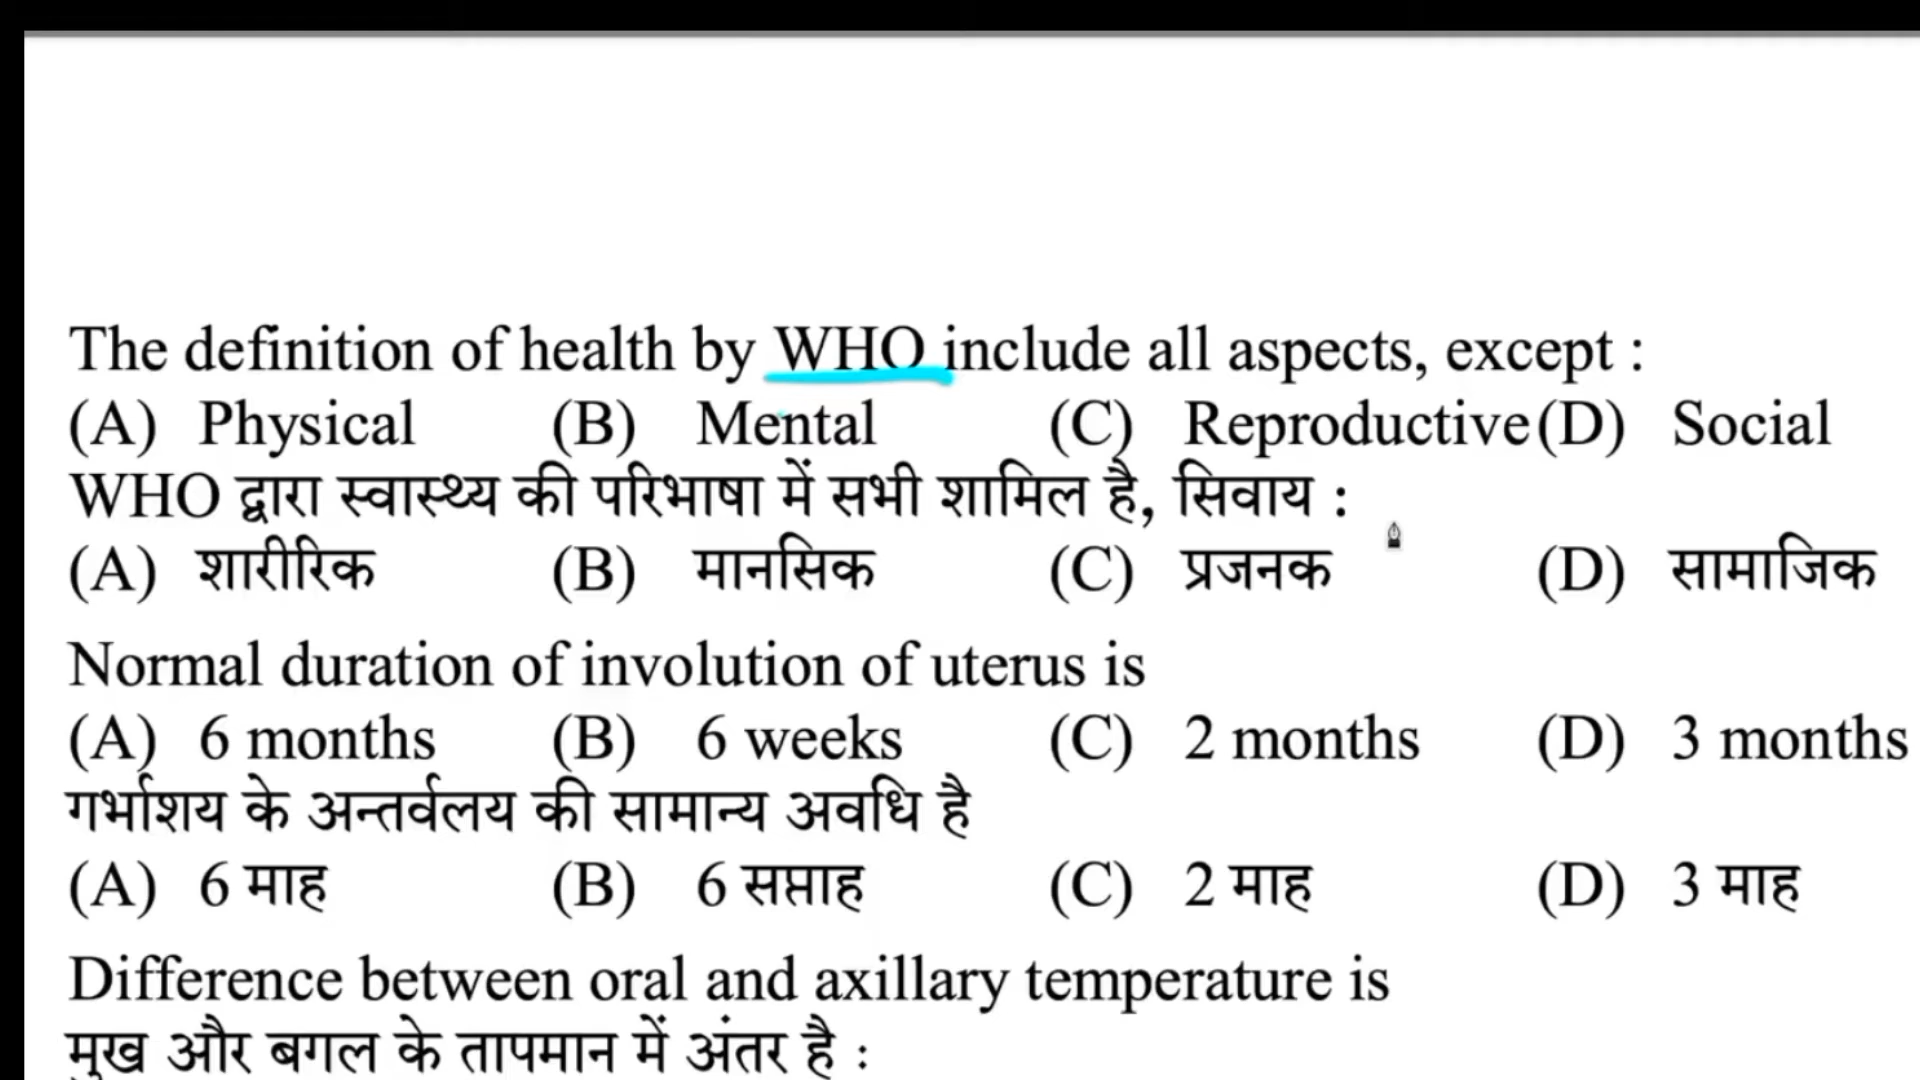 The definition of health by WHO include all aspects, except :
(A) Physical (B) Mental (C) Reproductive (D) Social
WHO द्वारा स्वास्थ्य की परिभाषा में सभी शामिल है, सिवाय :
(A) शारीरिक (B) मानसिक (C) प्रजनक (D) सामाजिक
Normal duration of involution of uterus is
(A) 6 months (B) 6 weeks (C) 2 months (D) 3 months
गर्भाशय के अन्तर्वलय की सामान्य अवधि है
(A) 6 माह (B) 6 सप्ताह (C) 2 माह (D) 3 माह
Difference between oral and axillary temperature is
मुख और बगल के तापमान में अंतर है :